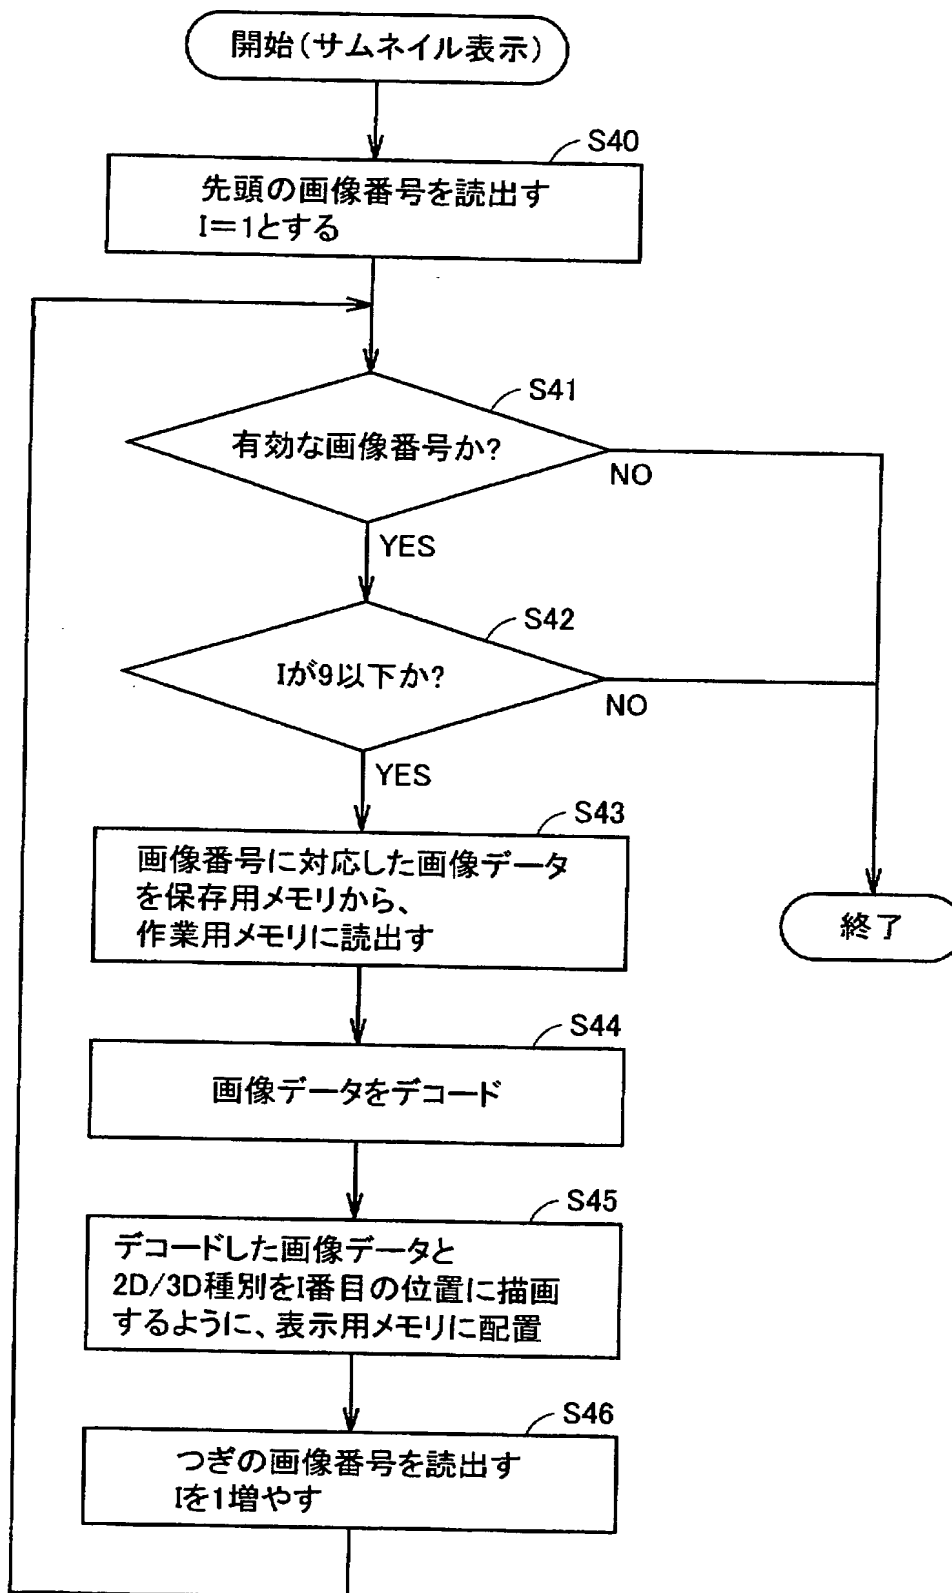 開始(サムネイル表示)
S40
先頭の画像番号を読出す
I=1とする
S41
有効な画像番号か?
NO
YES
S42
Iが9以下か?
NO
YES
S43
画像番号に対応した画像データ
を保存用メモリから、
作業用メモリに読出す
終了
S44
画像データをデコード
S45
デコードした画像データと
2D/3D種別をI番目の位置に描画
するように、表示用メモリに配置
S46
つぎの画像番号を読出す
Iを1増やす